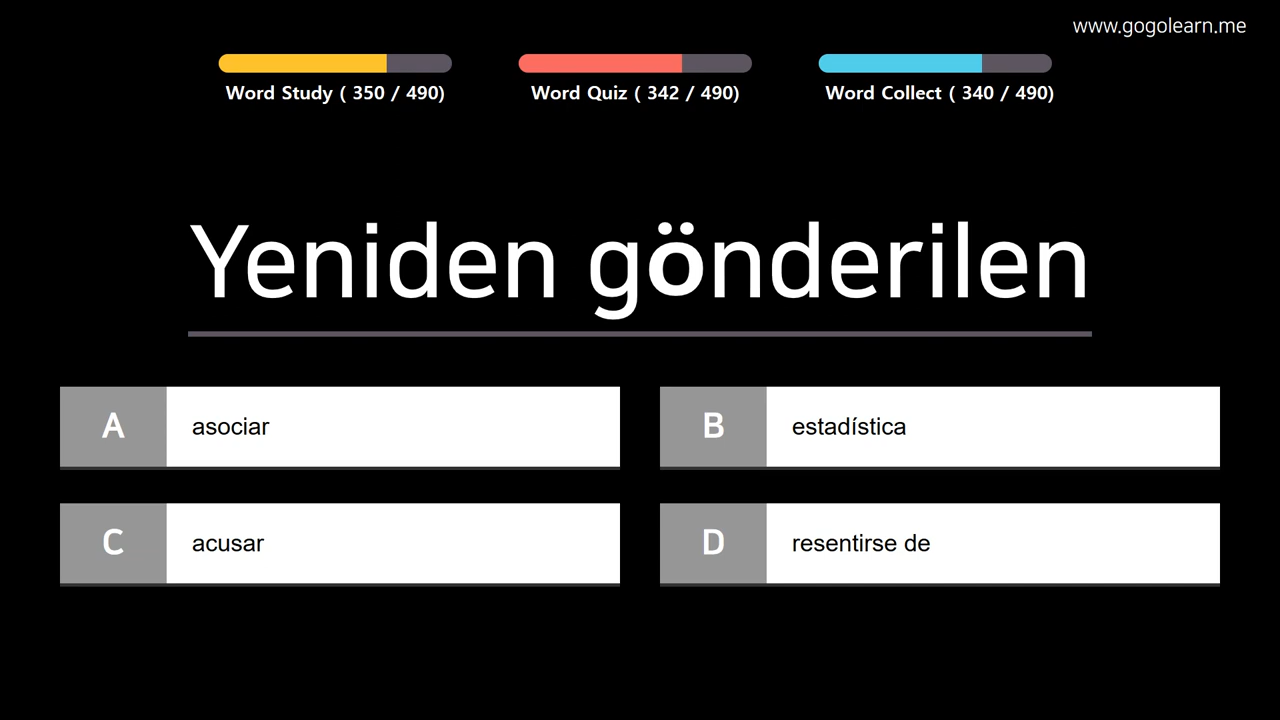 www.gogolearn.me
Word Study ( 350 / 490)
Word Quiz ( 342 / 490)
Word Collect ( 340 / 490)
Yeniden gönderilen
A asociar
B estadística
C acusar
D resentirse de